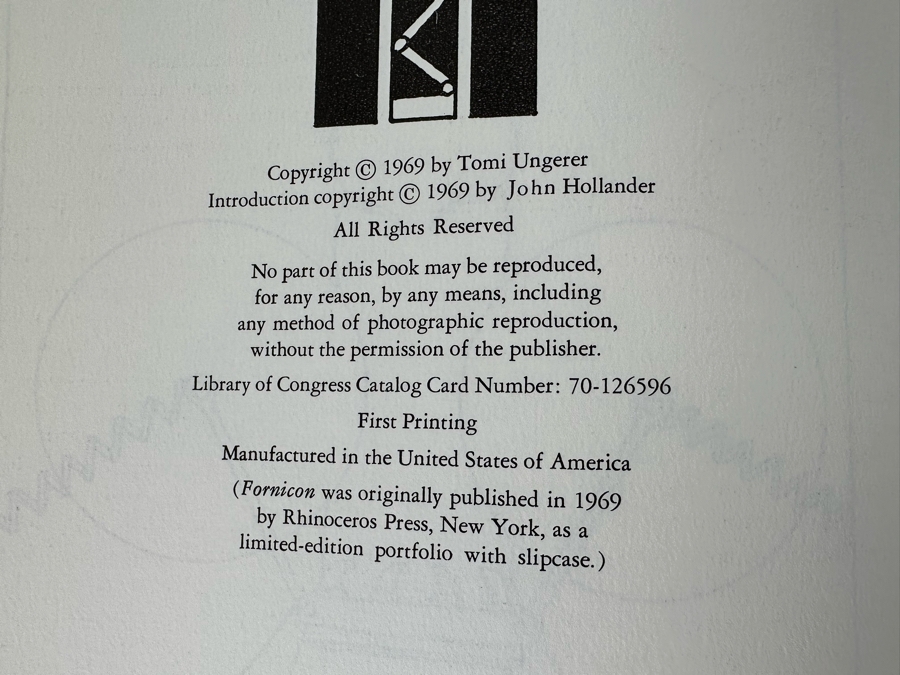 Copyright © 1969 by Tomi Ungerer
Introduction copyright © 1969 by John Hollander
All Rights Reserved
No part of this book may be reproduced,
for any reason, by any means, including
any method of photographic reproduction,
without the permission of the publisher.
Library of Congress Catalog Card Number: 70-126596
First Printing
Manufactured in the United States of America
(Fornicon was originally published in 1969
by Rhinoceros Press, New York, as a
limited-edition portfolio with slipcase.)